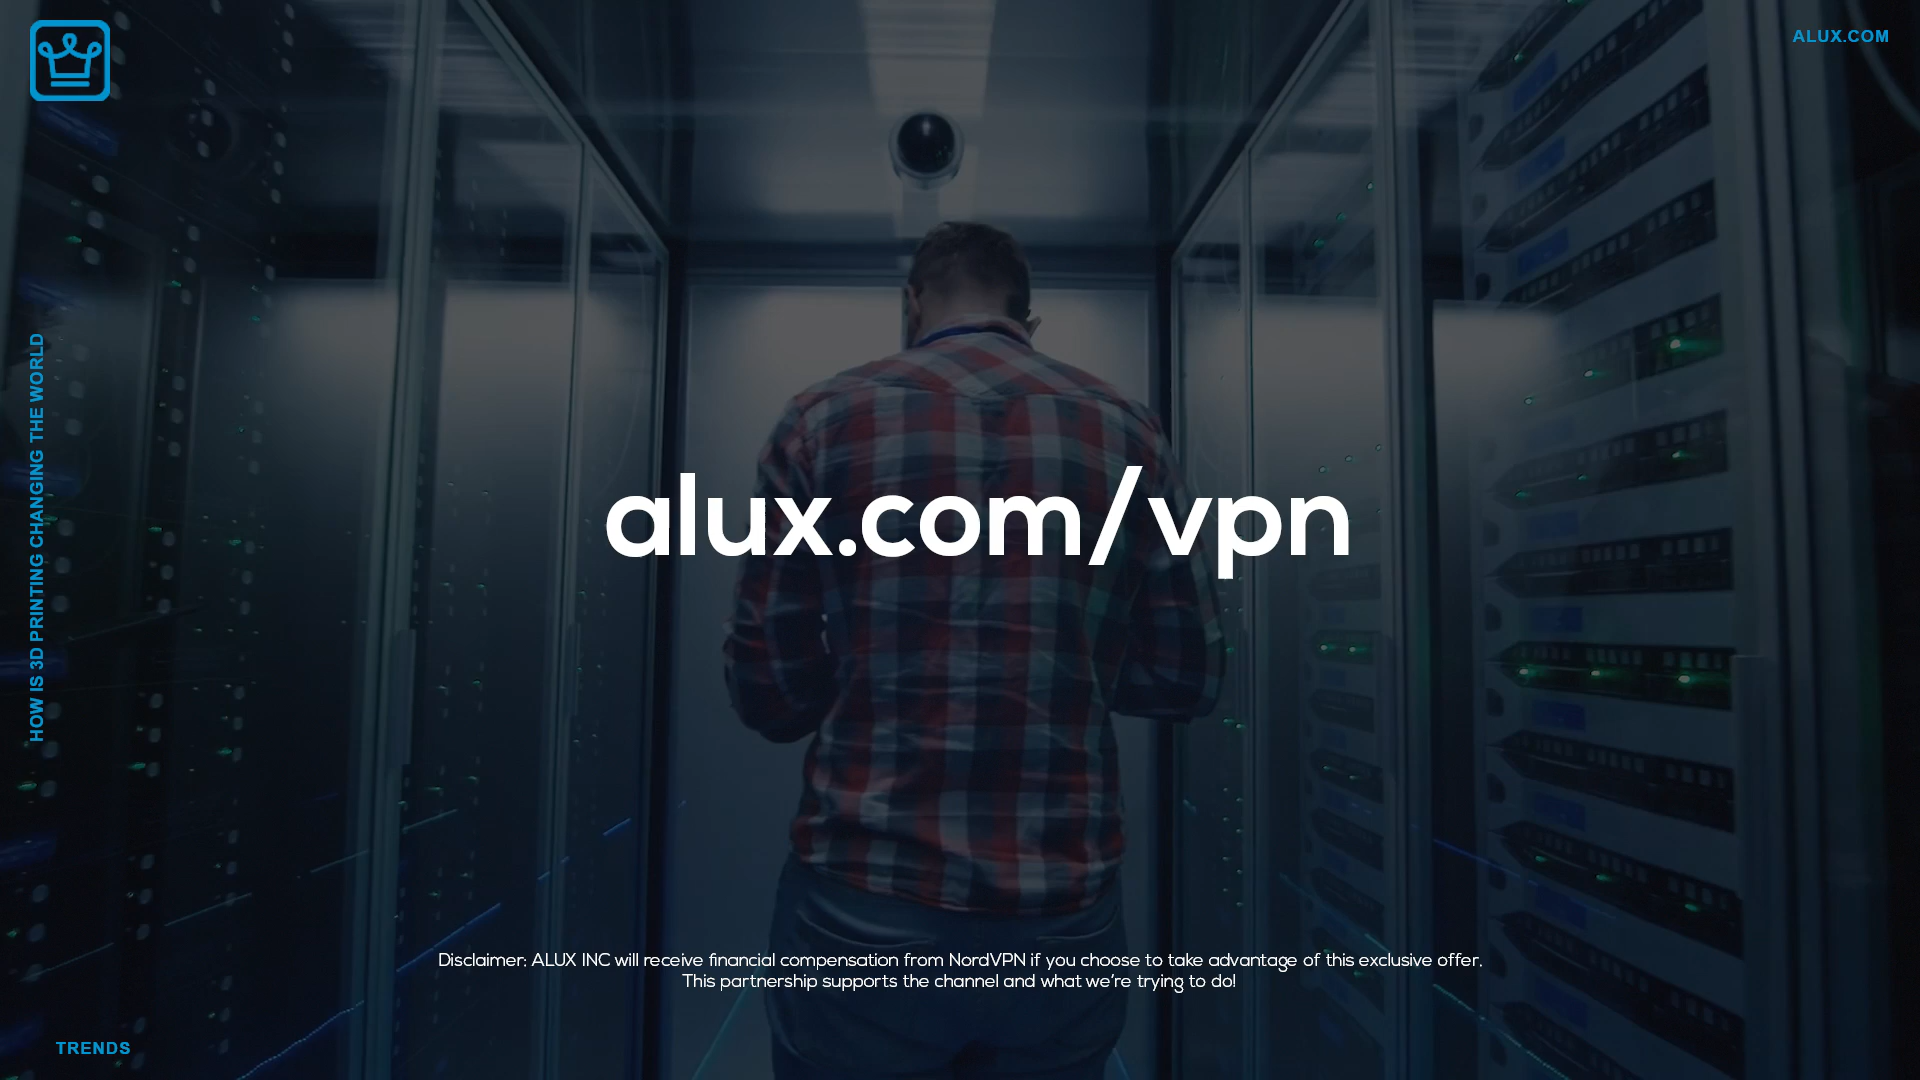 ALUX.COM
HOW IS 3D PRINTING CHANGING THE WORLD
alux.com/vpn
Disclaimer: ALUX INC will receive financial compensation from NordVPN if you choose to take advantage of this exclusive offer.
This partnership supports the channel and what we're trying to do!
TRENDS